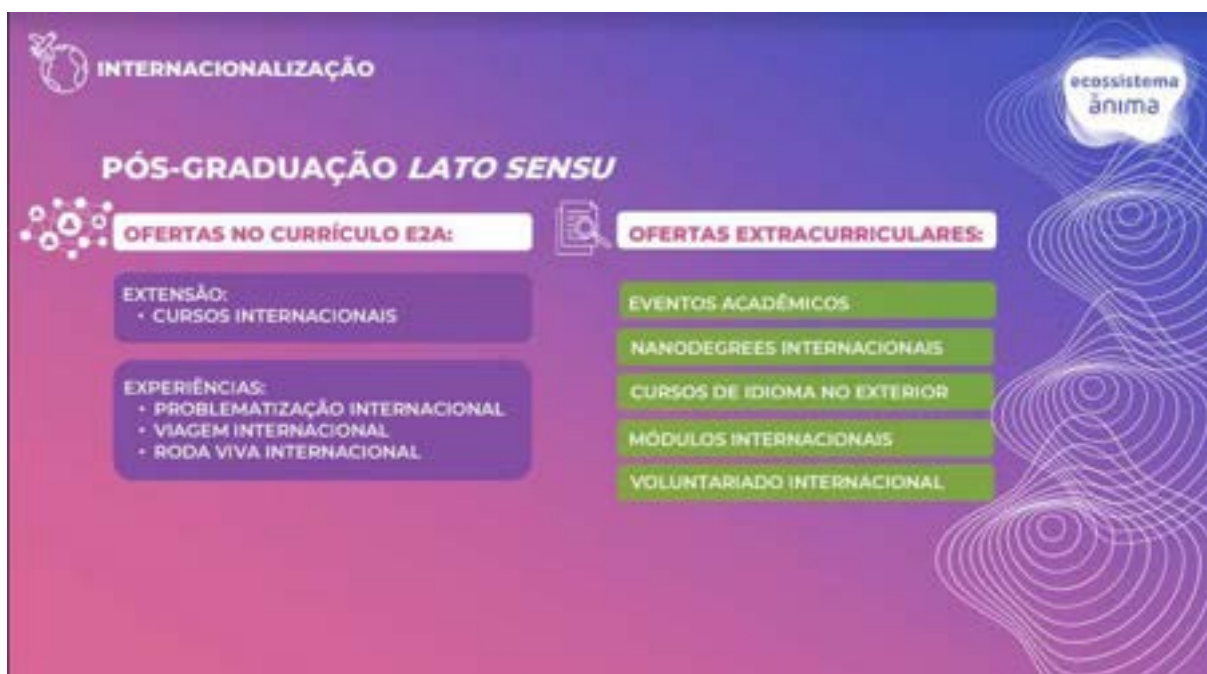 INTERNACIONALIZAÇÃO
ecossistema
ânima
PÓS-GRADUAÇÃO LATO SENSU
OFERTAS NO CURRÍCULO E2A:
EXTENSÃO:
• CURSOS INTERNACIONAIS
EXPERIÊNCIAS:
• PROBLEMATIZAÇÃO INTERNACIONAL
• VIAGEM INTERNACIONAL
• RODA VIVA INTERNACIONAL
OFERTAS EXTRACURRICULARES:
EVENTOS ACADÊMICOS
NANODEGREES INTERNACIONAIS
CURSOS DE IDIOMA NO EXTERIOR
MÓDULOS INTERNACIONAIS
VOLUNTARIADO INTERNACIONAL